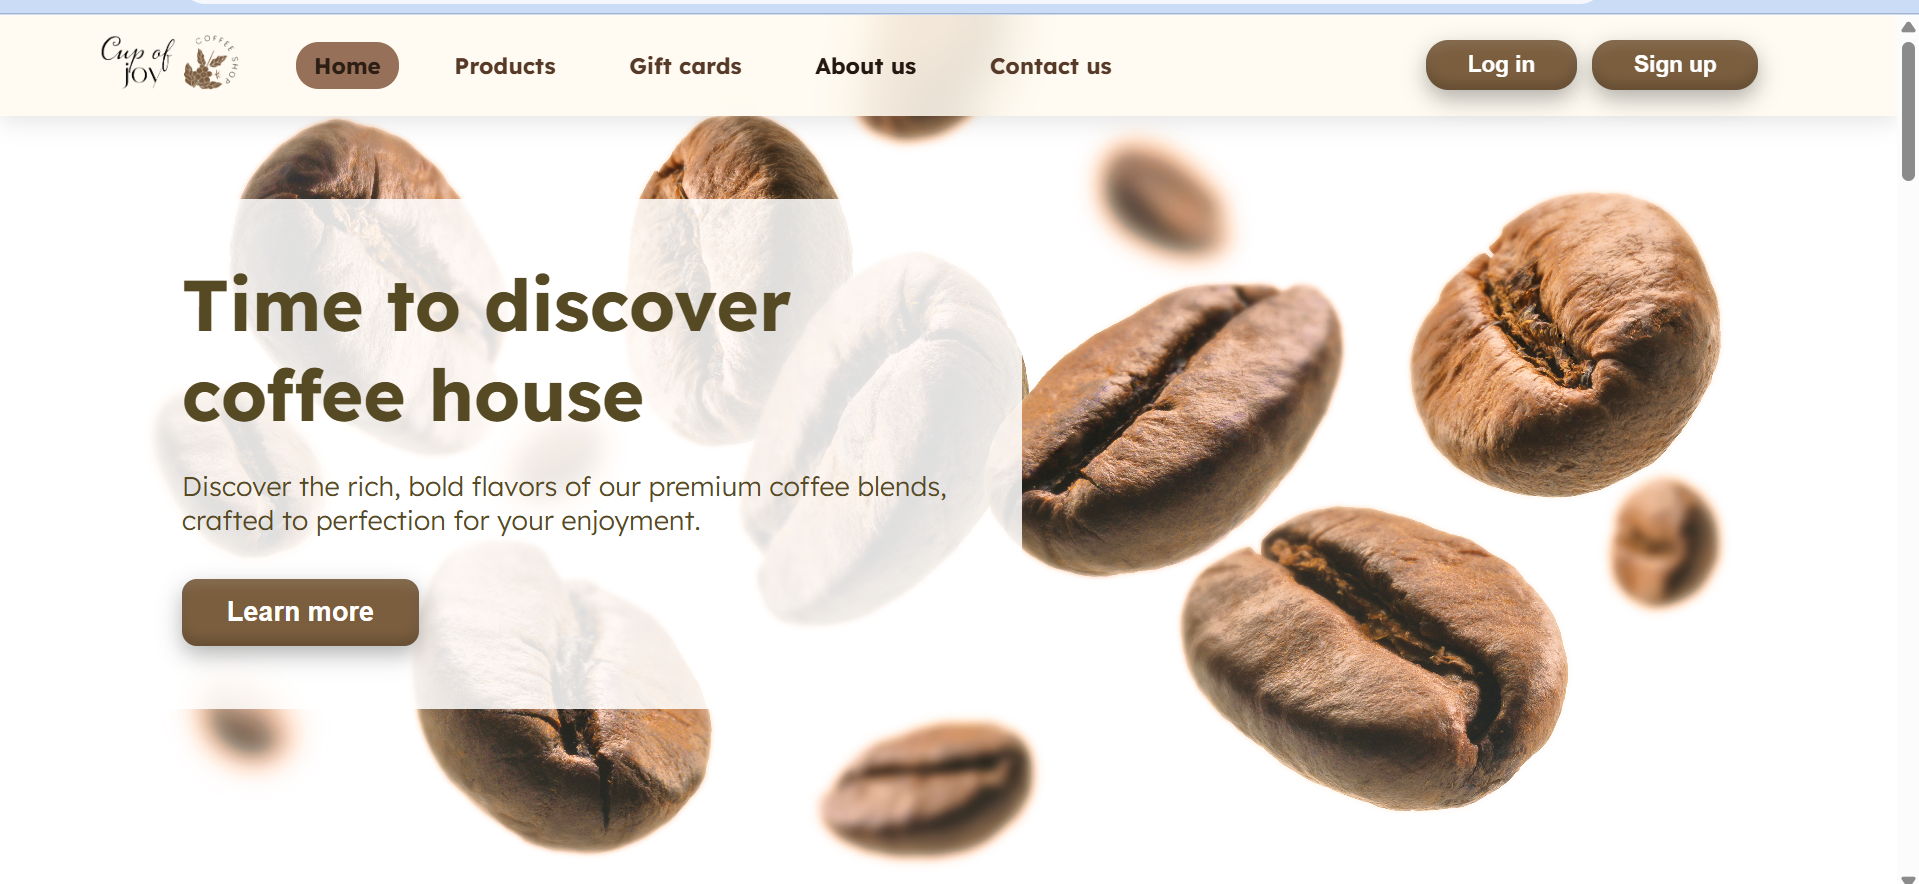 Cup of
joy
COFFEE SHOP
Home
Products
Gift cards
About us
Contact us
Log in
Sign up
Time to discover
coffee house
Discover the rich, bold flavors of our premium coffee blends,
crafted to perfection for your enjoyment.
Learn more